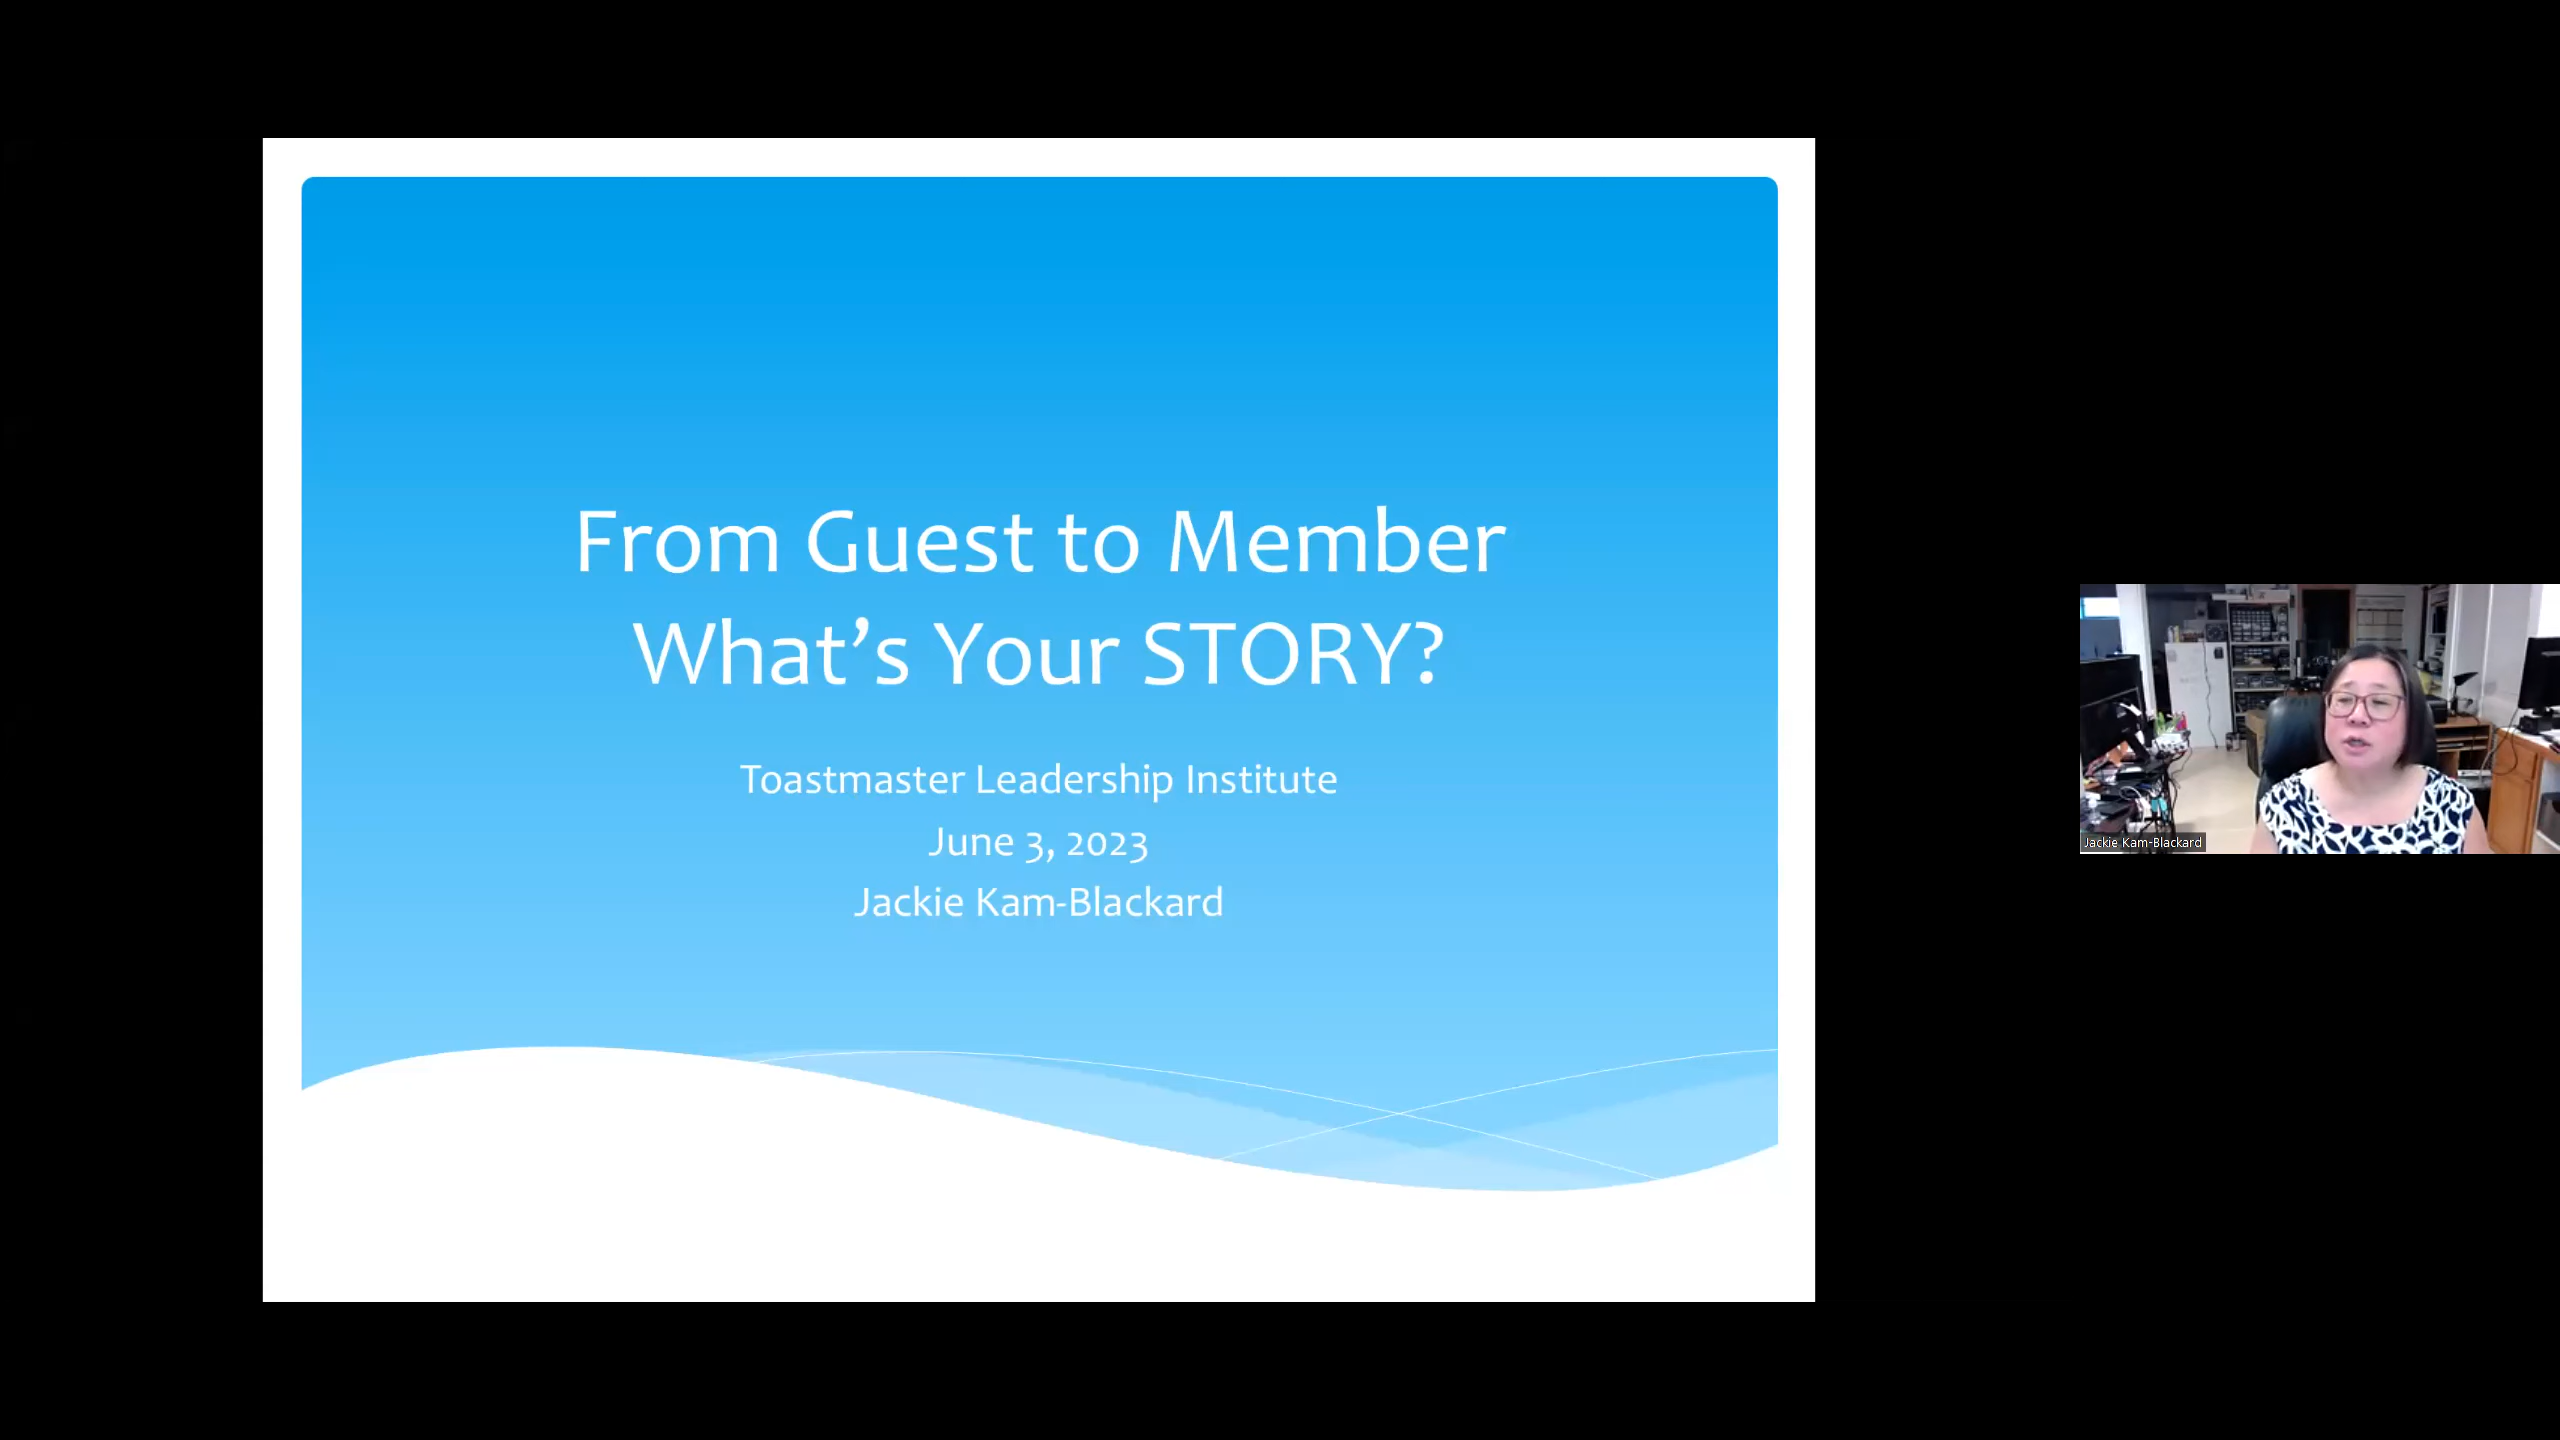 From Guest to Member
What’s Your STORY?
Toastmaster Leadership Institute
June 3, 2023
Jackie Kam-Blackard
Jackie Kam-Blackard